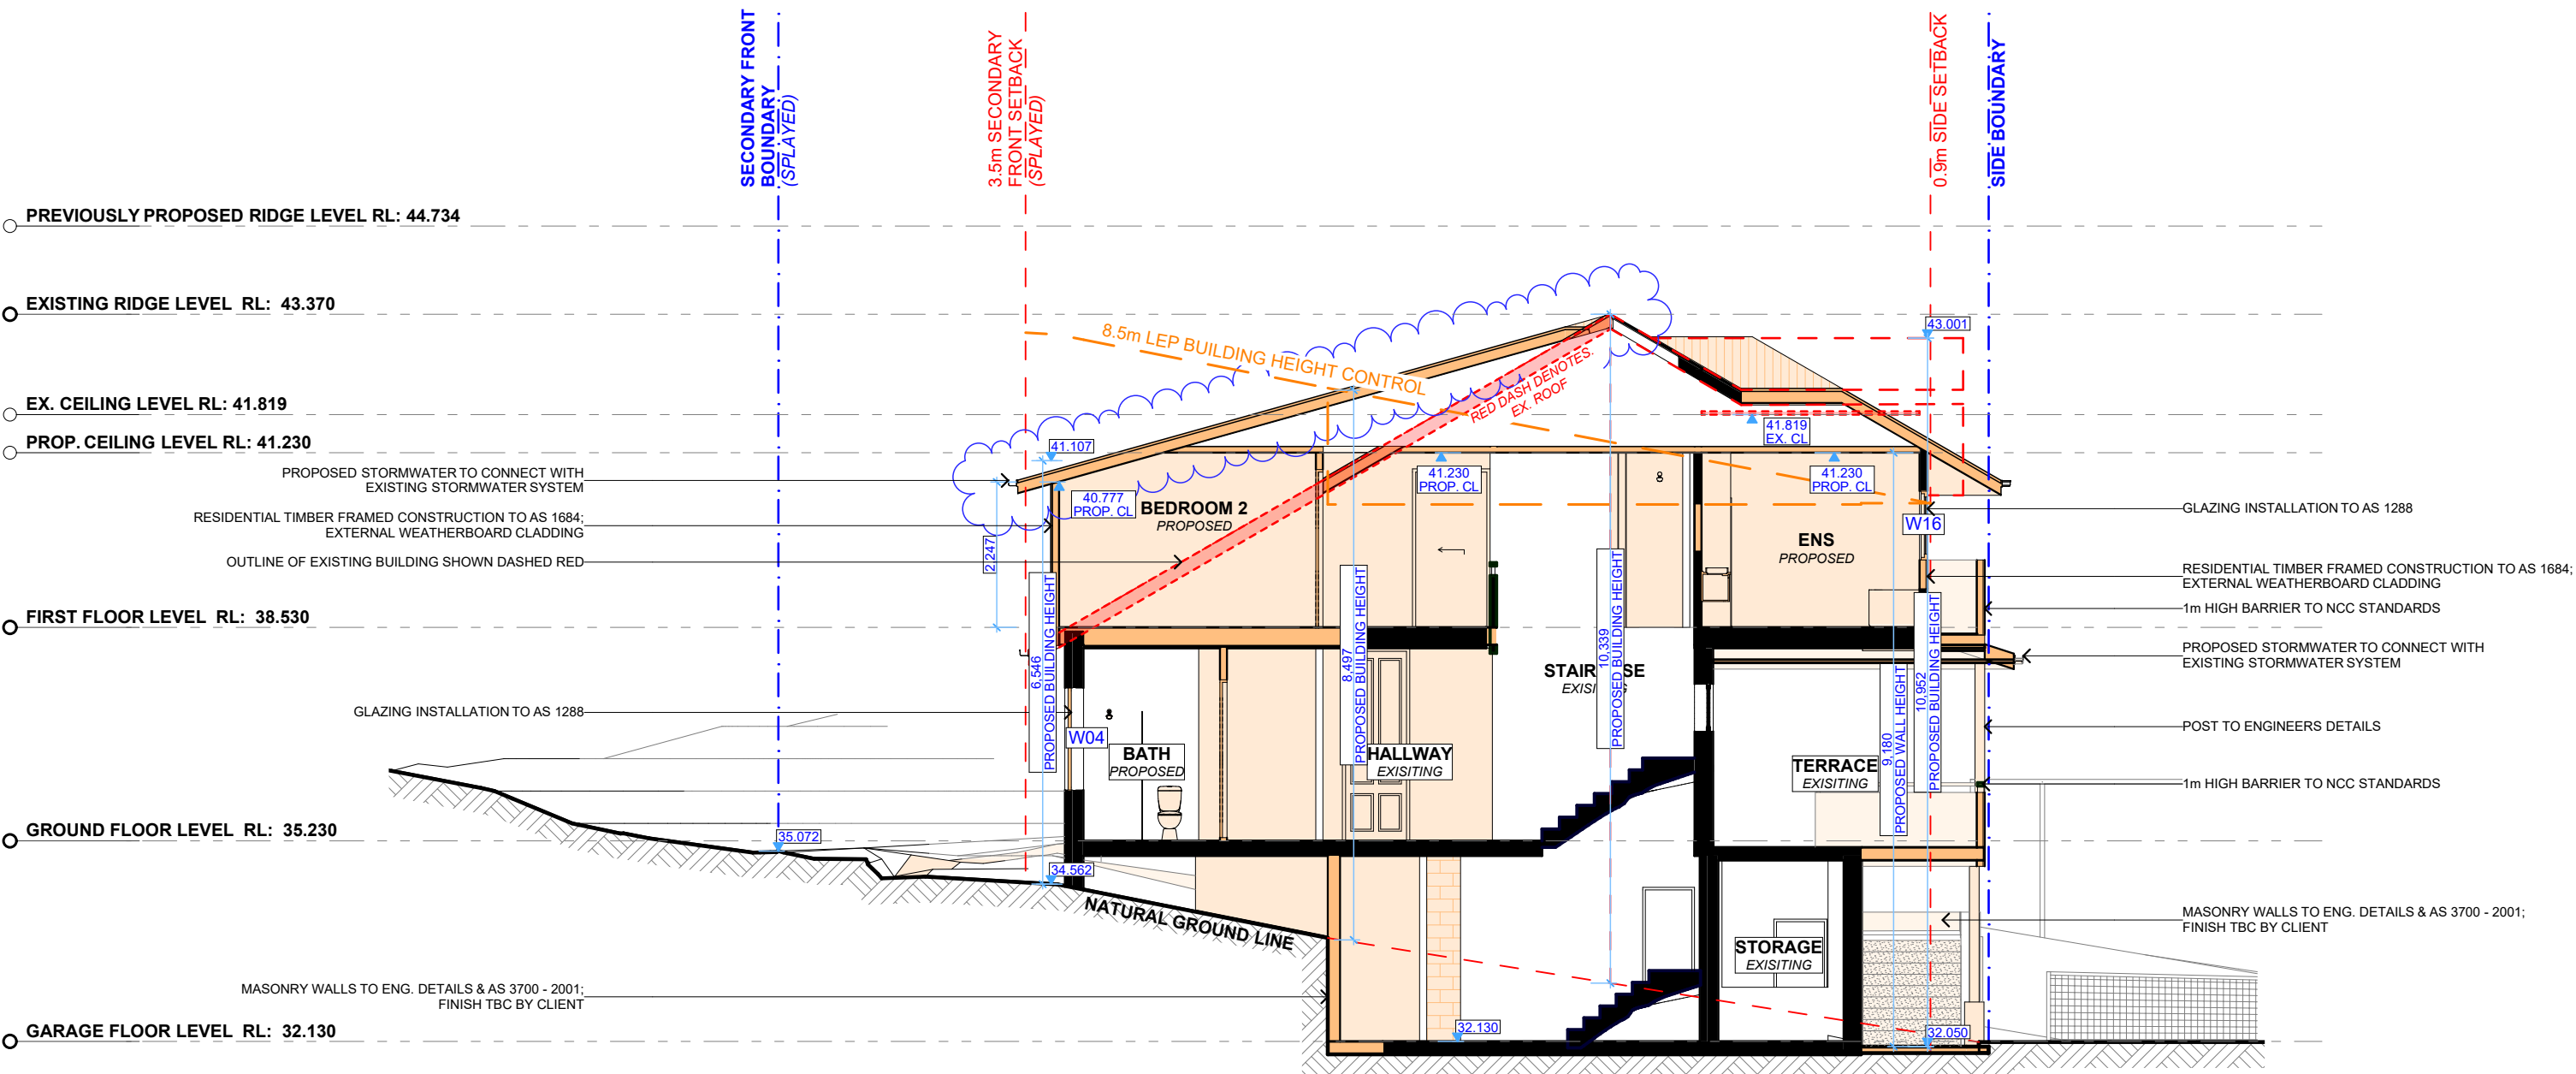 SECONDARY FRONT
BOUNDARY
(SPLAYED)
3.5m SECONDARY
FRONT SETBACK
(SPLAYED)
0.9m SIDE SETBACK
SIDE BOUNDARY
PREVIOUSLY PROPOSED RIDGE LEVEL RL: 44.734
EXISTING RIDGE LEVEL RL: 43.370
EX. CEILING LEVEL RL: 41.819
PROP. CEILING LEVEL RL: 41.230
PROPOSED STORMWATER TO CONNECT WITH
EXISTING STORMWATER SYSTEM
RESIDENTIAL TIMBER FRAMED CONSTRUCTION TO AS 1684;
EXTERNAL WEATHERBOARD CLADDING
OUTLINE OF EXISTING BUILDING SHOWN DASHED RED
FIRST FLOOR LEVEL RL: 38.530
GLAZING INSTALLATION TO AS 1288
GROUND FLOOR LEVEL RL: 35.230
MASONRY WALLS TO ENG. DETAILS & AS 3700 - 2001;
FINISH TBC BY CLIENT
GARAGE FLOOR LEVEL RL: 32.130
8.5m LEP BUILDING HEIGHT CONTROL
RED DASH DENOTES.
EX. ROOF
43.001
41.107
41.819
EX. CL
40.777
PROP. CL
41.230
PROP. CL
41.230
PROP. CL
BEDROOM 2
PROPOSED
ENS
PROPOSED
W16
2,247
6,546
PROPOSED BUILDING HEIGHT
8,497
PROPOSED BUILDING HEIGHT
10,339
PROPOSED BUILDING HEIGHT
9,180
PROPOSED WALL HEIGHT
10,952
PROPOSED BUILDING HEIGHT
STAIR SE
EXISI G
W04
BATH
PROPOSED
HALLWAY
EXISITING
TERRACE
EXISITING
35.072
34.562
NATURAL GROUND LINE
STORAGE
EXISITING
32.130
32.050
GLAZING INSTALLATION TO AS 1288
RESIDENTIAL TIMBER FRAMED CONSTRUCTION TO AS 1684;
EXTERNAL WEATHERBOARD CLADDING
1m HIGH BARRIER TO NCC STANDARDS
PROPOSED STORMWATER TO CONNECT WITH
EXISTING STORMWATER SYSTEM
POST TO ENGINEERS DETAILS
1m HIGH BARRIER TO NCC STANDARDS
MASONRY WALLS TO ENG. DETAILS & AS 3700 - 2001;
FINISH TBC BY CLIENT